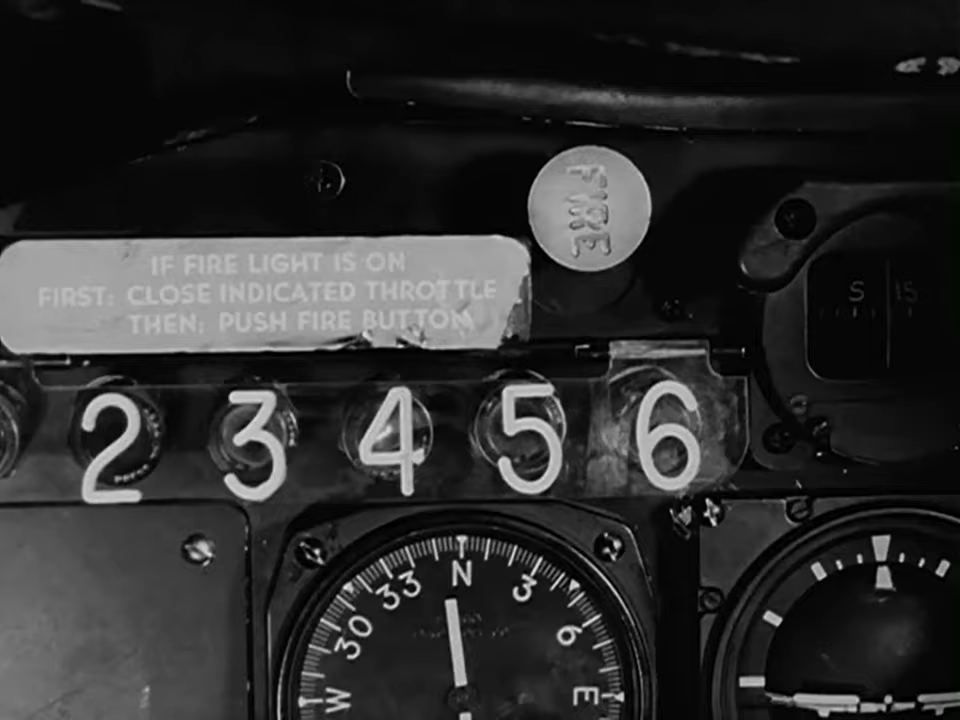 FIRE
IF FIRE LIGHT IS ON
FIRST: CLOSE INDICATED THROTTLE
THEN: PUSH FIRE BUTTON
S 15
2 3 4 5 6
N
33 3
30 6
W E